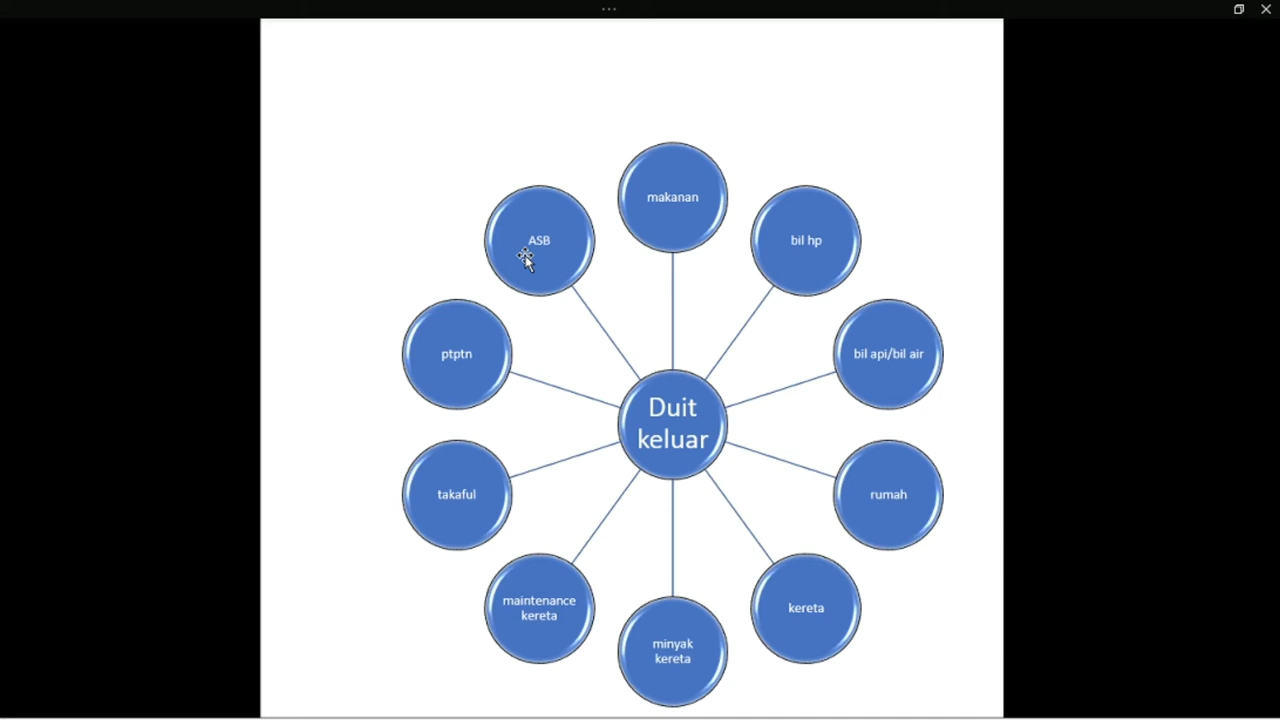 makanan
ASB
bil hp
ptptn
bil api/bil air
Duit
keluar
takaful
rumah
maintenance
kereta
kereta
minyak
kereta